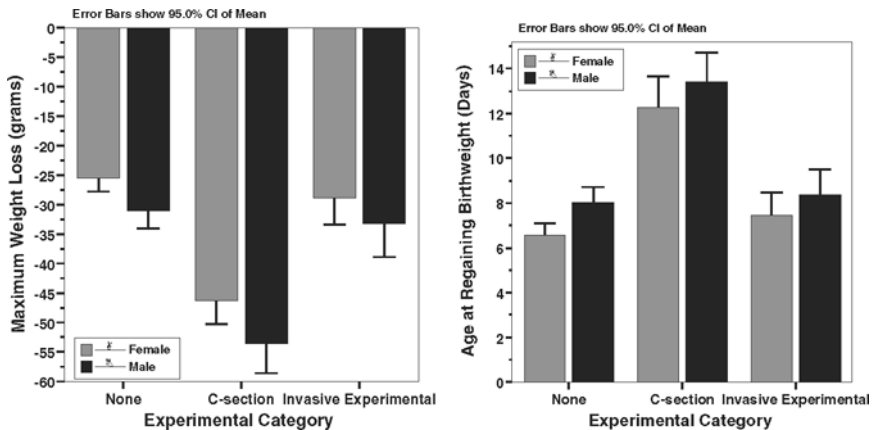 Error Bars show 95.0% CI of Mean
Maximum Weight Loss (grams)
0
-5
-10
-15
-20
-25
-30
-35
-40
-45
-50
-55
-60
Female
Male
None C-section Invasive Experimental
Experimental Category
Error Bars show 95.0% CI of Mean
Age at Regaining Birthweight (Days)
Female
Male
14
12
10
8
6
4
2
0
None C-section Invasive Experimental
Experimental Category